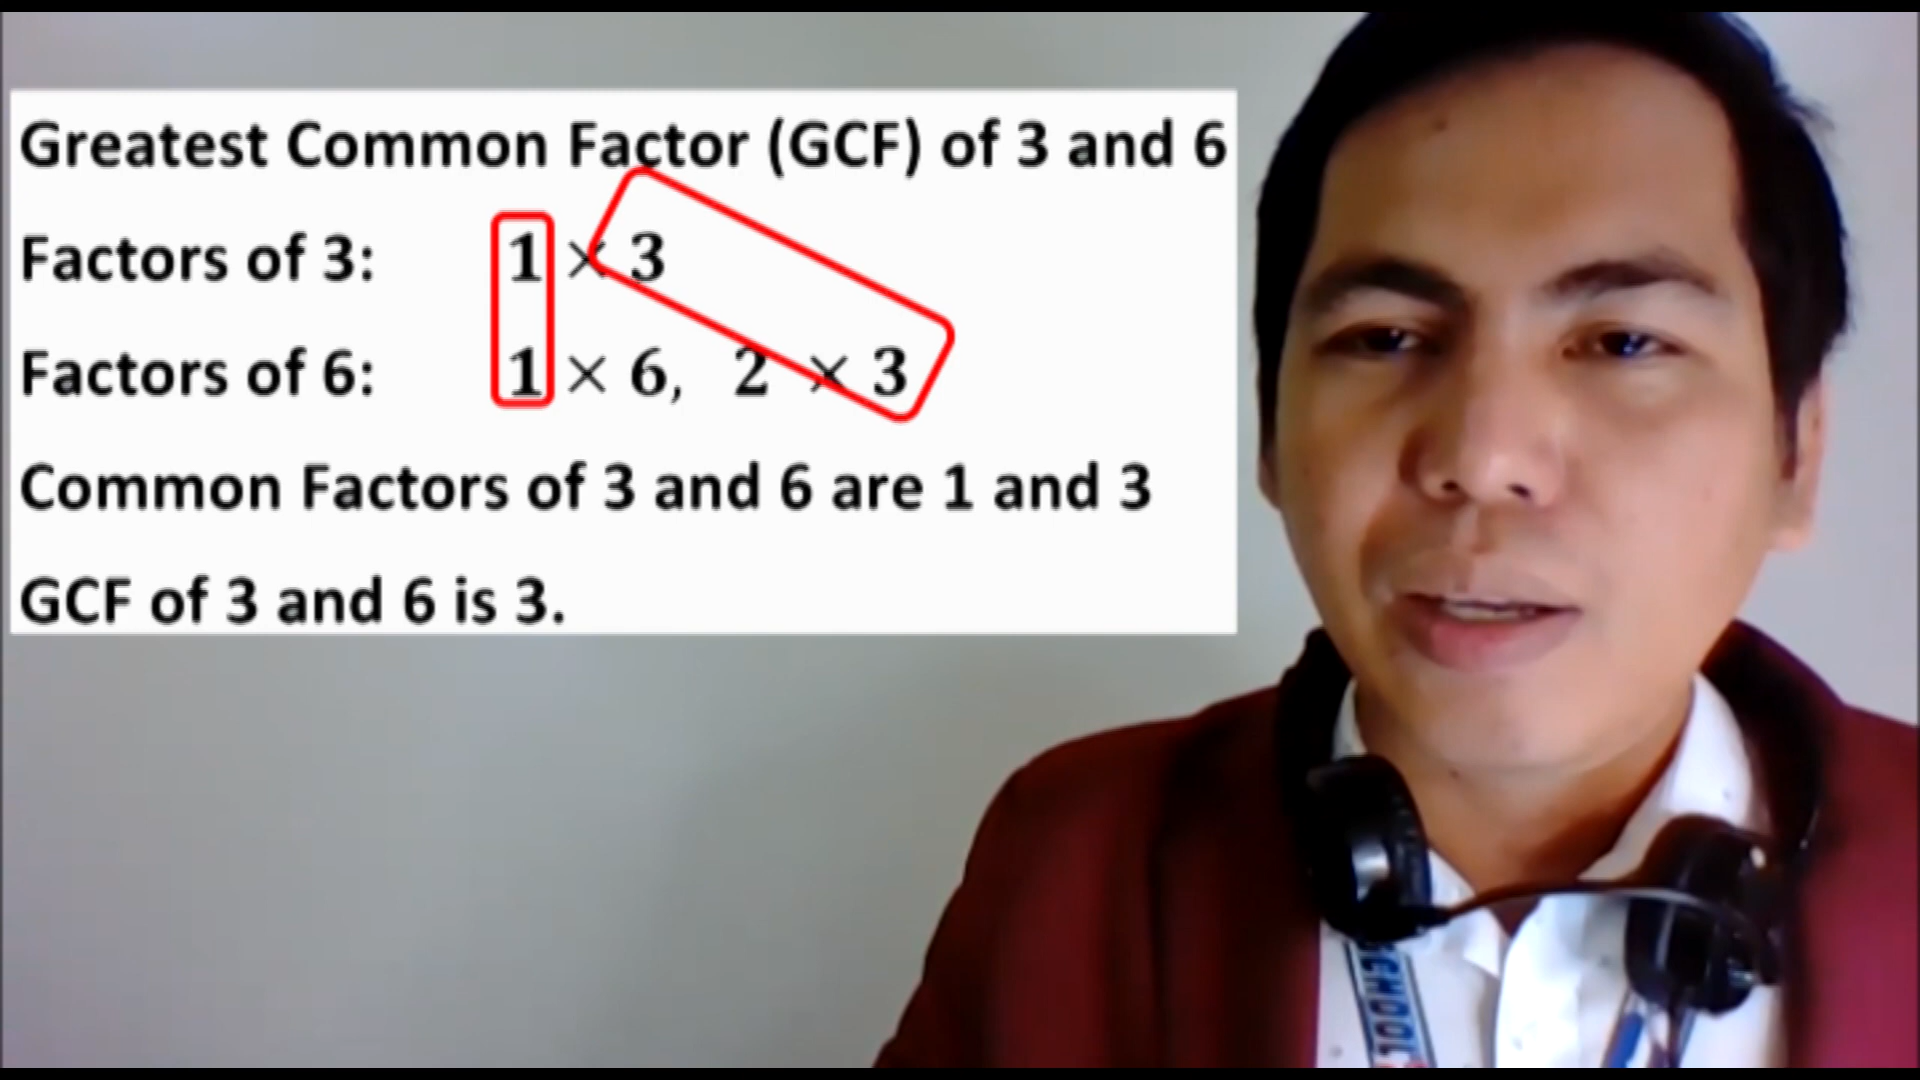 Greatest Common Factor (GCF) of 3 and 6
Factors of 3: 1 × 3
Factors of 6: 1 × 6, 2 × 3
Common Factors of 3 and 6 are 1 and 3
GCF of 3 and 6 is 3.